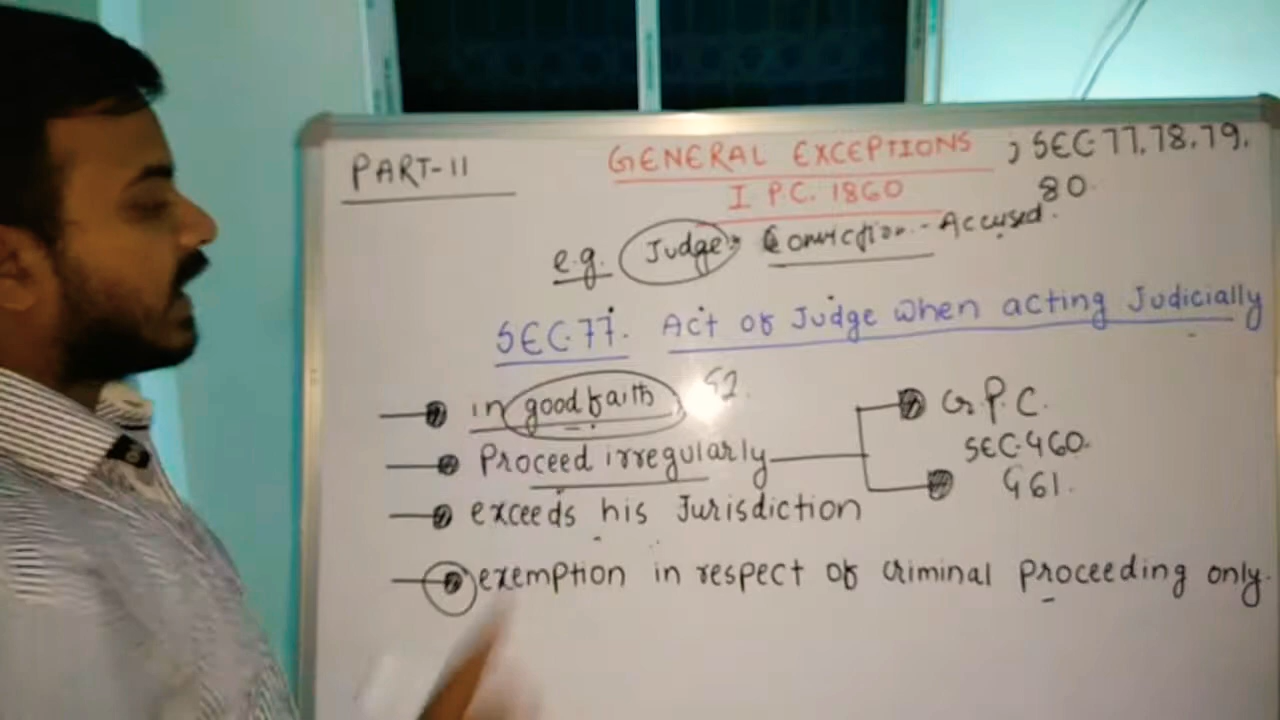 PART-II
GENERAL EXCEPTIONS ; SEC 77, 78, 79,
80.
I P.C. 1860
e.g. Judge: Conviction - Accused.
SEC.77. Act of Judge when acting Judicially
in good faith 52.
Proceed irregularly
Cr.P.C.
SEC.460.
461.
exceeds his Jurisdiction
exemption in respect of criminal proceeding only.